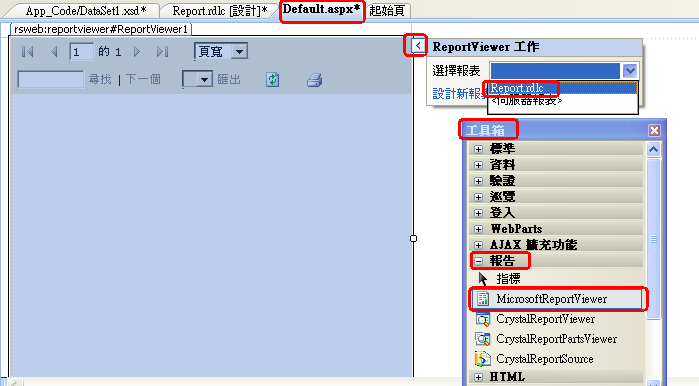 App_Code/DataSet1.xsd* Report.rdlc [設計]* Default.aspx* 起始頁
rsweb:reportviewer#ReportViewer1
1 的 1 頁寬
尋找 | 下一個 匯出
ReportViewer 工作
選擇報表
設計新報
Report.rdlc
<伺服器報表>
工具箱
標準
資料
驗證
巡覽
登入
WebParts
AJAX 擴充功能
報告
指標
MicrosoftReportViewer
CrystalReportViewer
CrystalReportPartsViewer
CrystalReportSource
HTML